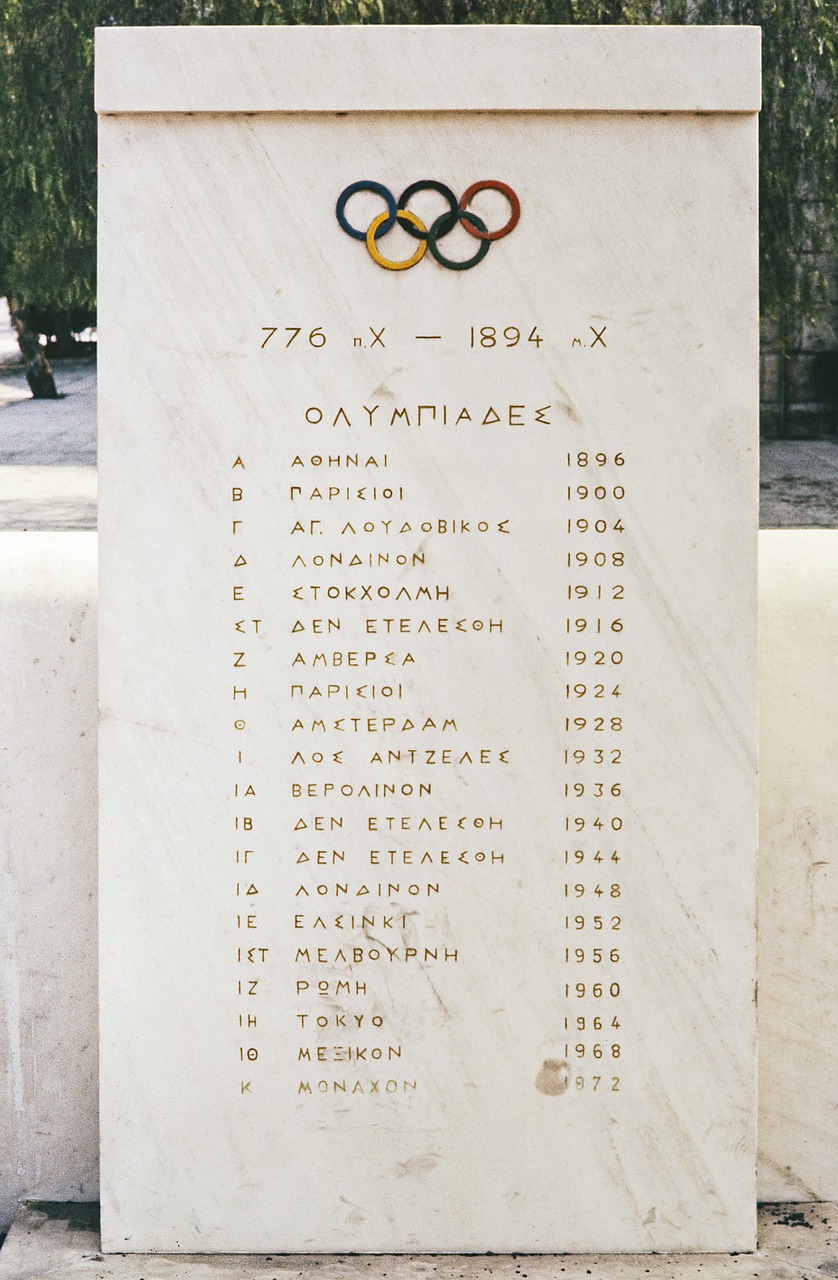 776 π.Χ — 1894 μ.Χ
ΟΛΥΜΠΙΑΔΕΣ
Α ΑΘΗΝΑΙ 1896
Β ΠΑΡΙΣΙΟΙ 1900
Γ ΑΓ. ΛΟΥΔΟΒΙΚΟΣ 1904
Δ ΛΟΝΔΙΝΟΝ 1908
Ε ΣΤΟΚΧΟΛΜΗ 1912
ΣΤ ΔΕΝ ΕΤΕΛΕΣΘΗ 1916
Ζ ΑΜΒΕΡΣΑ 1920
Η ΠΑΡΙΣΙΟΙ 1924
Θ ΑΜΣΤΕΡΔΑΜ 1928
Ι ΛΟΣ ΑΝΤΖΕΛΕΣ 1932
ΙΑ ΒΕΡΟΛΙΝΟΝ 1936
ΙΒ ΔΕΝ ΕΤΕΛΕΣΘΗ 1940
ΙΓ ΔΕΝ ΕΤΕΛΕΣΘΗ 1944
ΙΔ ΛΟΝΔΙΝΟΝ 1948
ΙΕ ΕΛΣΙΝΚΙ 1952
ΙΣΤ ΜΕΛΒΟΥΡΝΗ 1956
ΙΖ ΡΩΜΗ 1960
ΙΗ ΤΟΚΥΟ 1964
ΙΘ ΜΕΞΙΚΟΝ 1968
Κ ΜΟΝΑΧΟΝ 1972